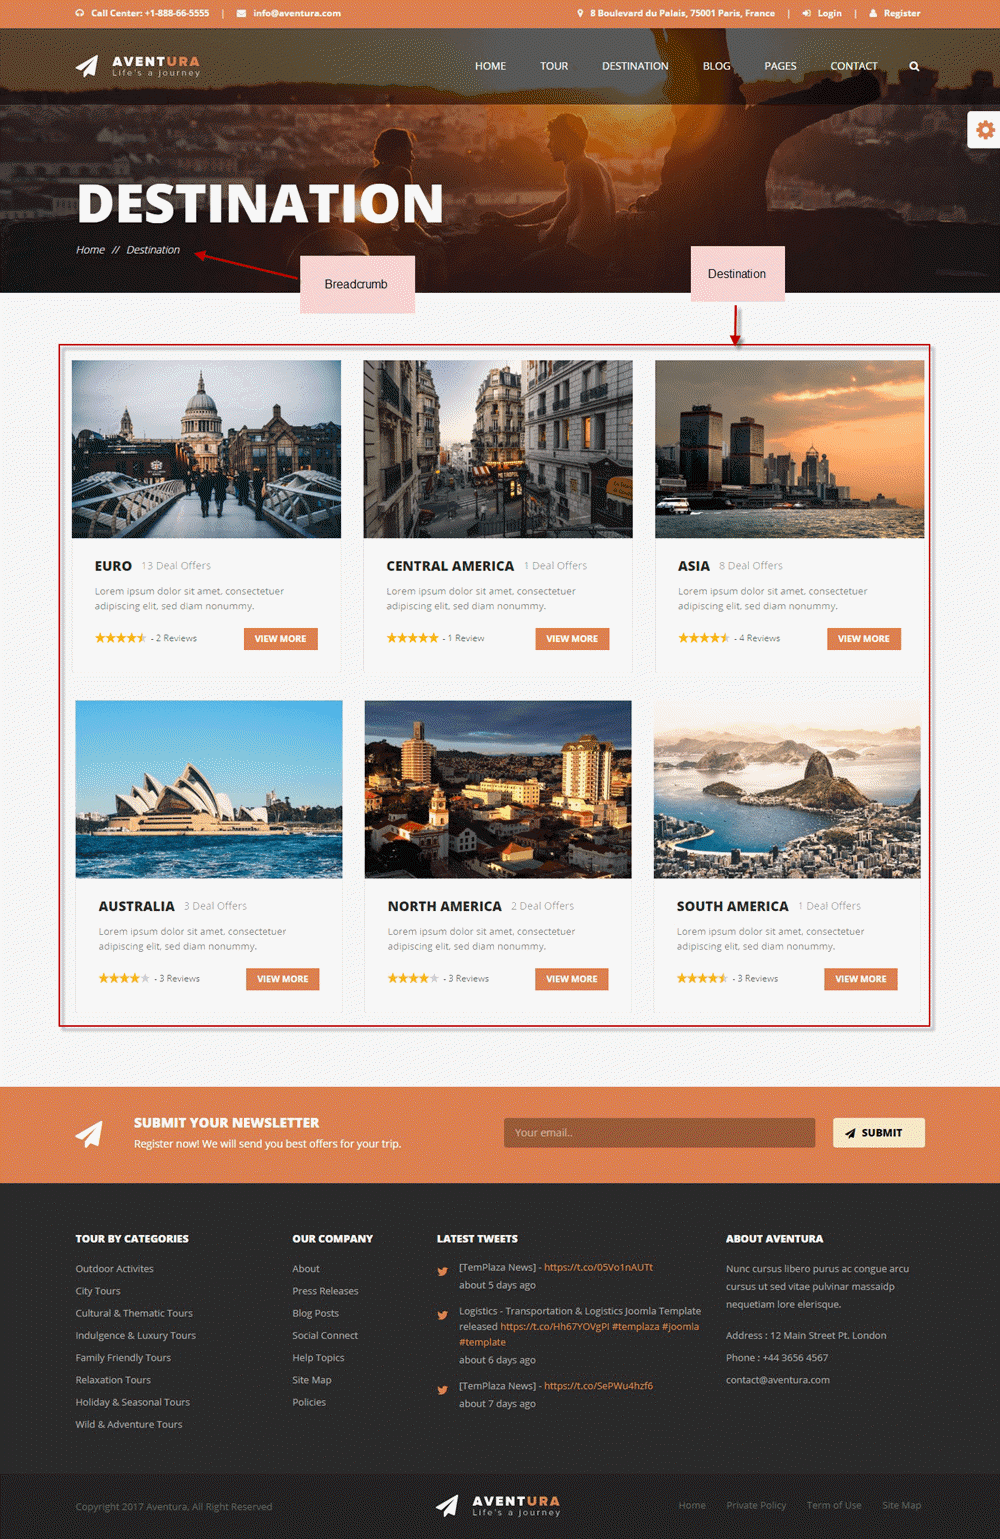 Call Center: +1-888-66-5555 | info@aventura.com
8 Boulevard du Palais, 75001 Paris, France | Login | Register
AVENTURA
Life's a journey
HOME TOUR DESTINATION BLOG PAGES CONTACT
DESTINATION
Home // Destination
Breadcrumb
Destination
EURO 13 Deal Offers
Lorem ipsum dolor sit amet, consectetuer
adipiscing elit, sed diam nonummy.
- 2 Reviews VIEW MORE
CENTRAL AMERICA 1 Deal Offers
Lorem ipsum dolor sit amet, consectetuer
adipiscing elit, sed diam nonummy.
- 1 Review VIEW MORE
ASIA 8 Deal Offers
Lorem ipsum dolor sit amet, consectetuer
adipiscing elit, sed diam nonummy.
- 4 Reviews VIEW MORE
AUSTRALIA 3 Deal Offers
Lorem ipsum dolor sit amet, consectetuer
adipiscing elit, sed diam nonummy.
- 3 Reviews VIEW MORE
NORTH AMERICA 2 Deal Offers
Lorem ipsum dolor sit amet, consectetuer
adipiscing elit, sed diam nonummy.
- 3 Reviews VIEW MORE
SOUTH AMERICA 1 Deal Offers
Lorem ipsum dolor sit amet, consectetuer
adipiscing elit, sed diam nonummy.
- 3 Reviews VIEW MORE
SUBMIT YOUR NEWSLETTER
Register now! We will send you best offers for your trip.
Your email..
SUBMIT
TOUR BY CATEGORIES
Outdoor Activites
City Tours
Cultural & Thematic Tours
Indulgence & Luxury Tours
Family Friendly Tours
Relaxation Tours
Holiday & Seasonal Tours
Wild & Adventure Tours
OUR COMPANY
About
Press Releases
Blog Posts
Social Connect
Help Topics
Site Map
Policies
LATEST TWEETS
[TemPlaza News] - https://t.co/05Vo1nAUTt
about 5 days ago
Logistics - Transportation & Logistics Joomla Template
released https://t.co/Hh67YOVgPI #templaza #joomla
#template
about 6 days ago
[TemPlaza News] - https://t.co/SePWu4hzf6
about 7 days ago
ABOUT AVENTURA
Nunc cursus libero purus ac congue arcu
cursus ut sed vitae pulvinar massaidp
nequetiam lore elerisque.
Address : 12 Main Street Pt. London
Phone : +44 3656 4567
contact@aventura.com
Copyright 2017 Aventura, All Right Reserved
AVENTURA
Life's a journey
Home Private Policy Term of Use Site Map